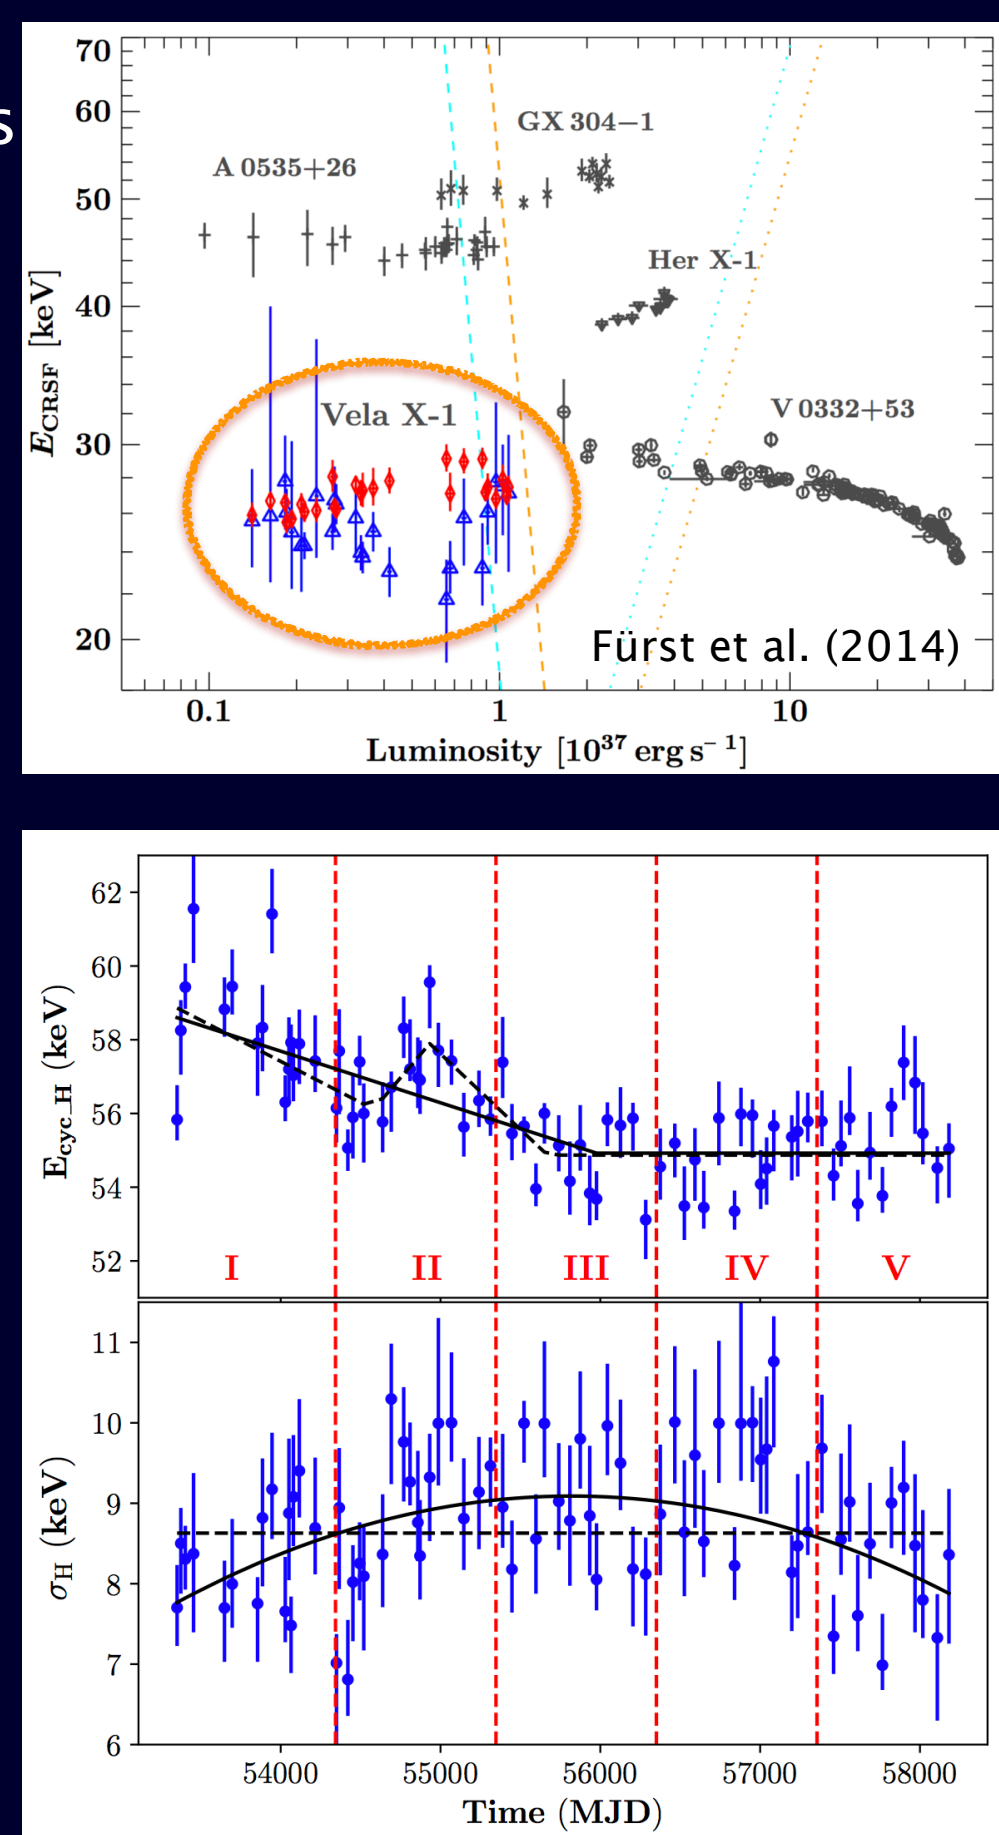 s
70
60
50
40
30
20
E_CRSF [keV]
A 0535+26
GX 304−1
Her X-1
Vela X-1
V 0332+53
Fürst et al. (2014)
0.1 1 10
Luminosity [10³⁷ erg s⁻¹]
62
60
58
56
54
52
E_cyc_H (keV)
I II III IV V
11
10
9
8
7
6
σ_H (keV)
54000 55000 56000 57000 58000
Time (MJD)